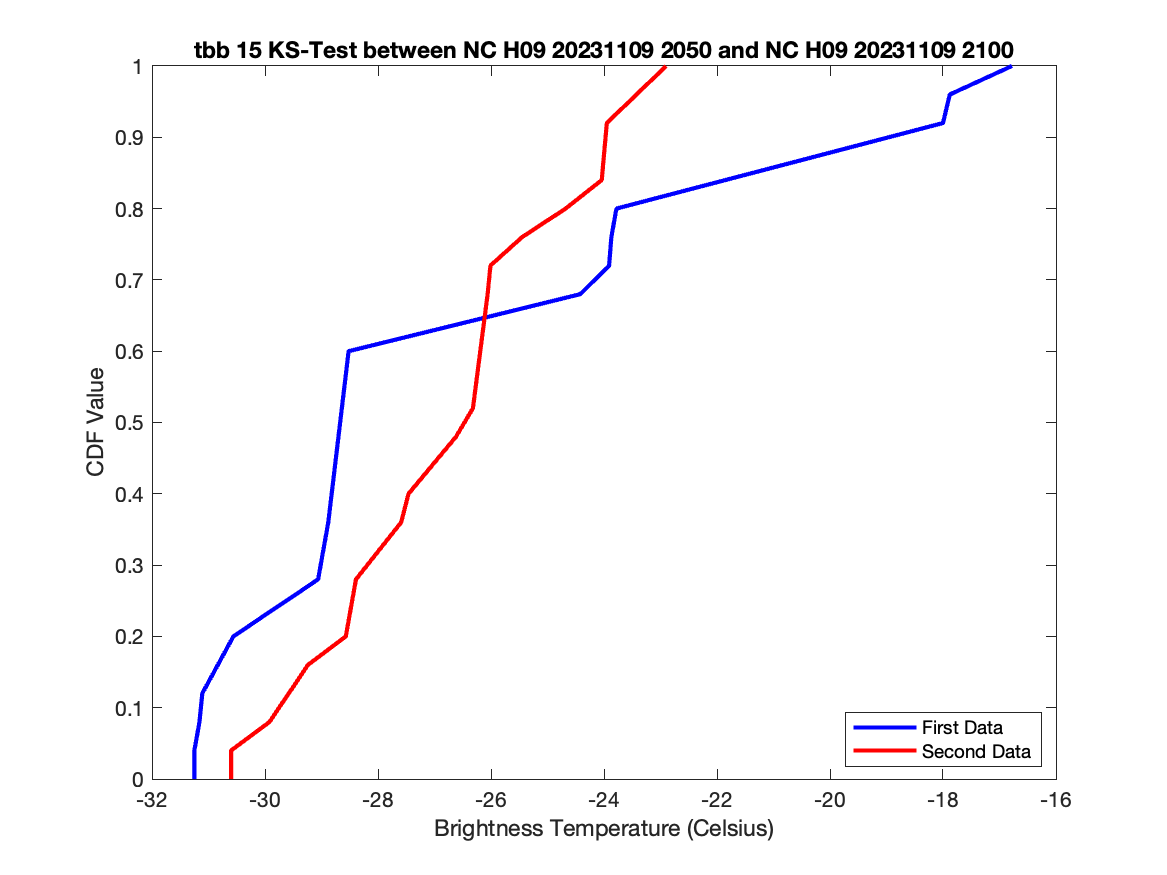 tbb 15 KS-Test between NC H09 20231109 2050 and NC H09 20231109 2100
1
0.9
0.8
0.7
0.6
0.5
0.4
0.3
0.2
0.1
0
CDF Value
First Data
Second Data
-32 -30 -28 -26 -24 -22 -20 -18 -16
Brightness Temperature (Celsius)